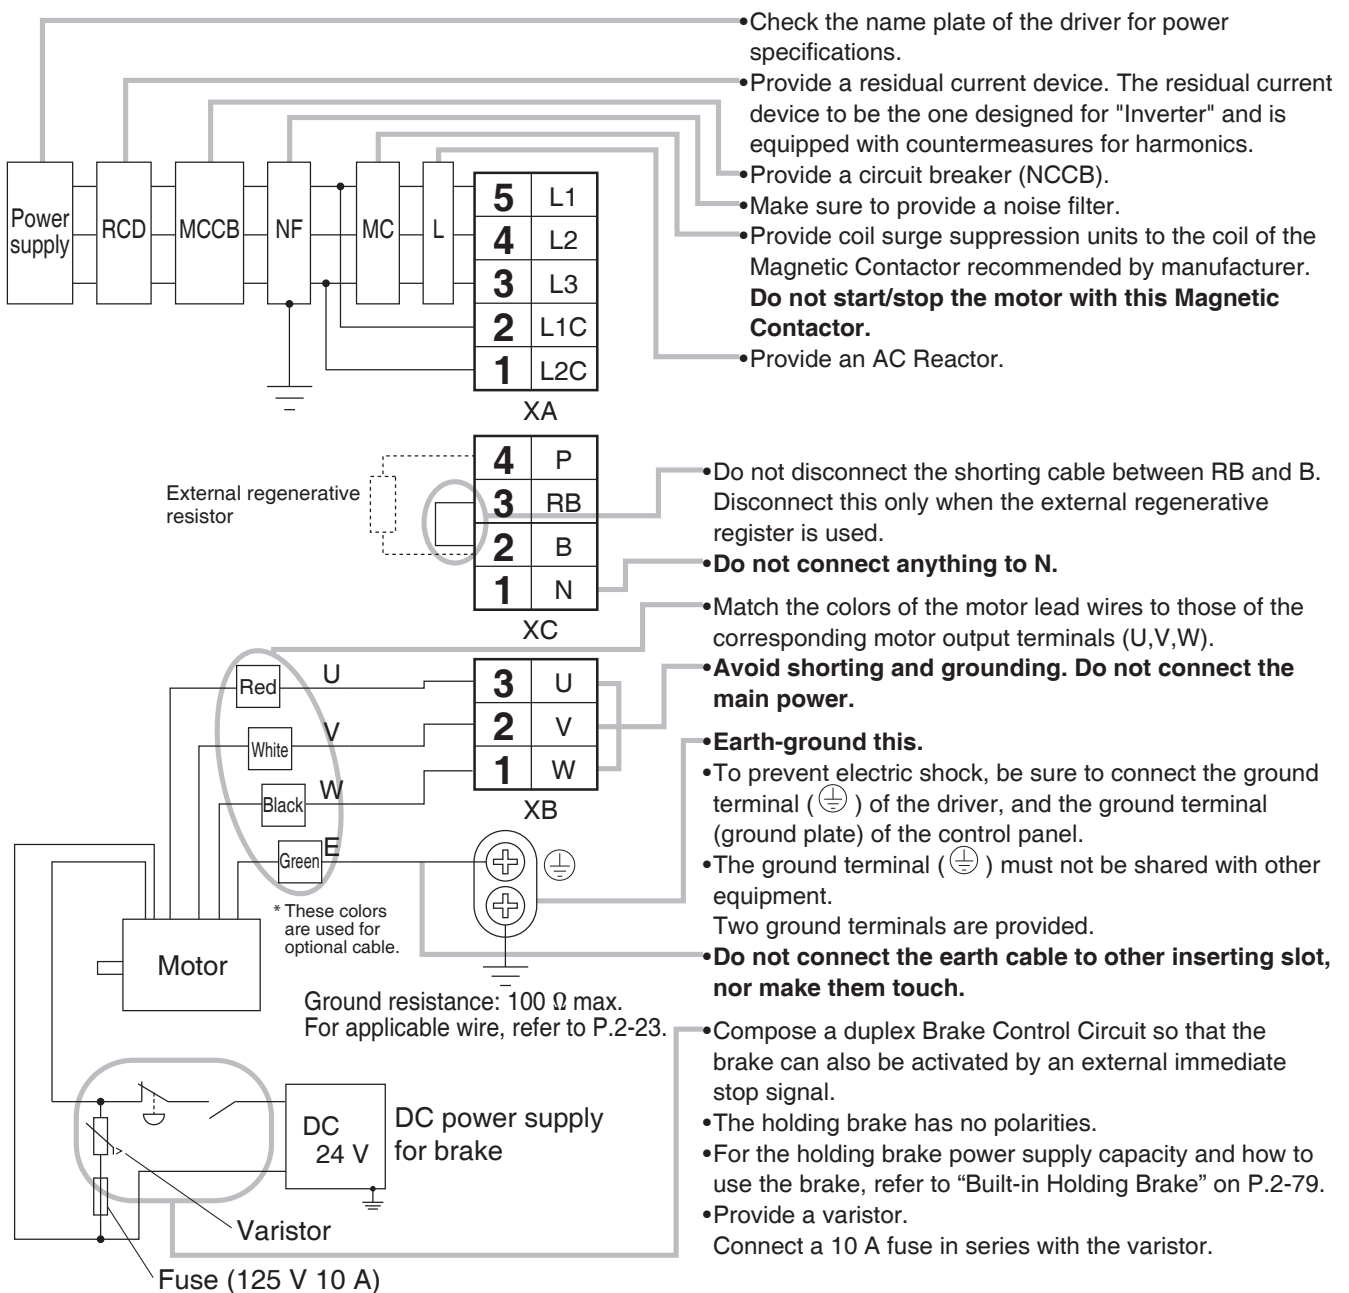 •Check the name plate of the driver for power
specifications.
•Provide a residual current device. The residual current
device to be the one designed for "Inverter" and is
equipped with countermeasures for harmonics.
•Provide a circuit breaker (NCCB).
•Make sure to provide a noise filter.
•Provide coil surge suppression units to the coil of the
Magnetic Contactor recommended by manufacturer.
Do not start/stop the motor with this Magnetic
Contactor.
•Provide an AC Reactor.
Power
supply
RCD
MCCB
NF
MC
L
5 L1
4 L2
3 L3
2 L1C
1 L2C
XA
External regenerative
resistor
4 P
3 RB
2 B
1 N
XC
•Do not disconnect the shorting cable between RB and B.
Disconnect this only when the external regenerative
register is used.
•Do not connect anything to N.
•Match the colors of the motor lead wires to those of the
corresponding motor output terminals (U,V,W).
•Avoid shorting and grounding. Do not connect the
main power.
Red U
White V
Black W
Green E
3 U
2 V
1 W
XB
* These colors
are used for
optional cable.
Motor
Ground resistance: 100 Ω max.
For applicable wire, refer to P.2-23.
•Earth-ground this.
•To prevent electric shock, be sure to connect the ground
terminal ( ⏚ ) of the driver, and the ground terminal
(ground plate) of the control panel.
•The ground terminal ( ⏚ ) must not be shared with other
equipment.
Two ground terminals are provided.
•Do not connect the earth cable to other inserting slot,
nor make them touch.
•Compose a duplex Brake Control Circuit so that the
brake can also be activated by an external immediate
stop signal.
•The holding brake has no polarities.
•For the holding brake power supply capacity and how to
use the brake, refer to “Built-in Holding Brake” on P.2-79.
•Provide a varistor.
Connect a 10 A fuse in series with the varistor.
DC
24 V
DC power supply
for brake
Varistor
Fuse (125 V 10 A)